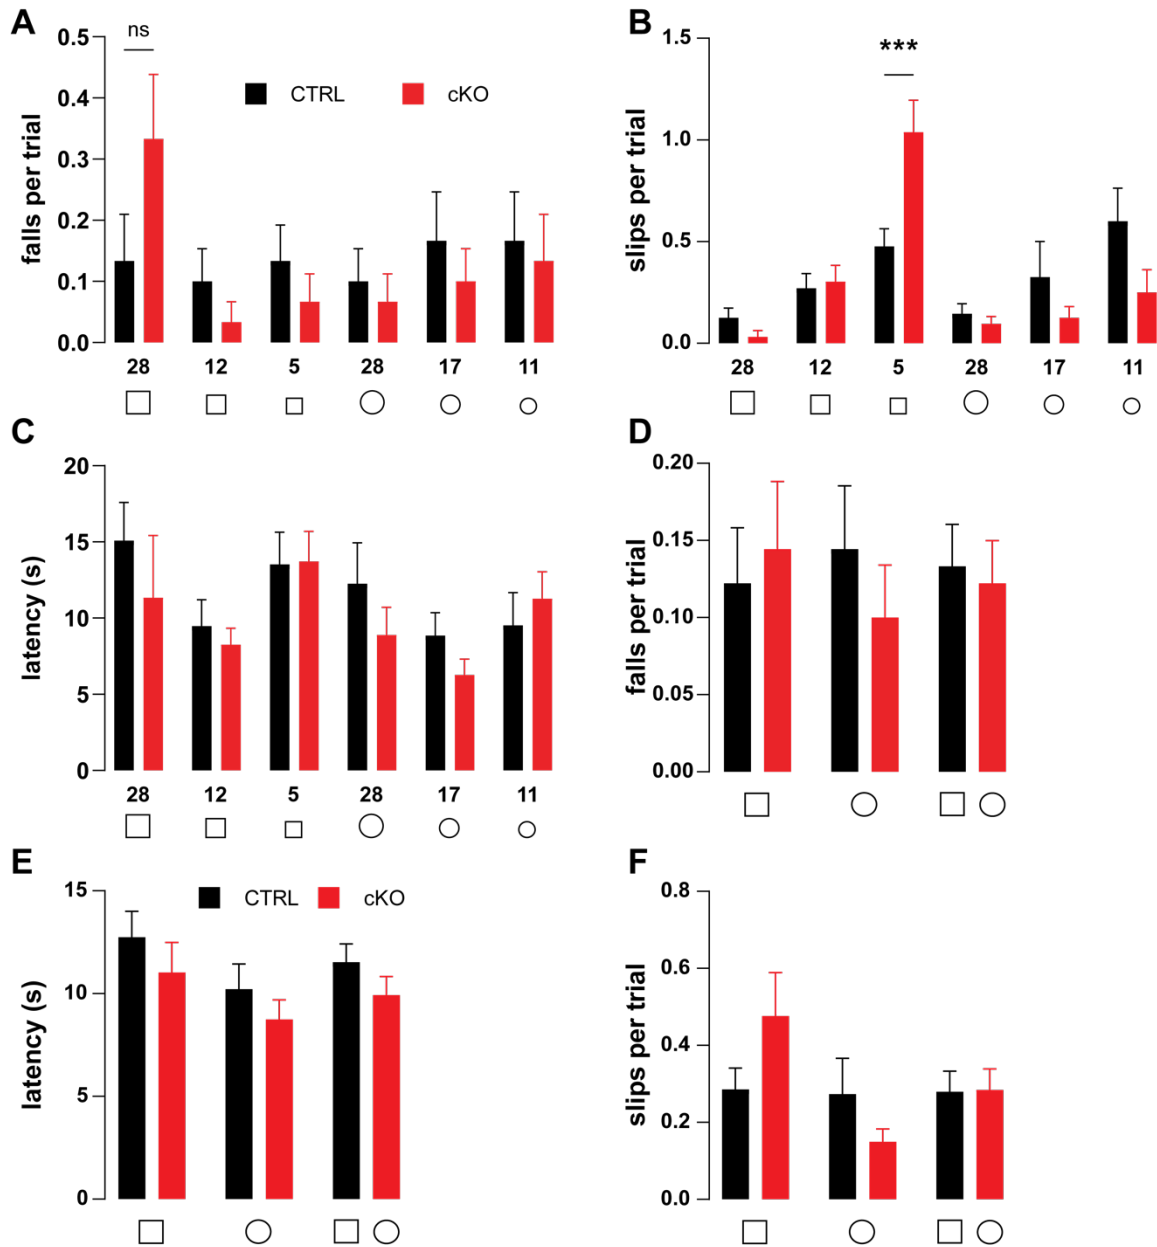 A
falls per trial
0.5
0.4
0.3
0.2
0.1
0.0
ns
CTRL cKO
28 12 5 28 17 11
B
slips per trial
1.5
1.0
0.5
0.0
***
28 12 5 28 17 11
C
latency (s)
20
15
10
5
0
28 12 5 28 17 11
D
falls per trial
0.20
0.15
0.10
0.05
0.00
E
latency (s)
15
10
5
0
CTRL cKO
F
slips per trial
0.8
0.6
0.4
0.2
0.0